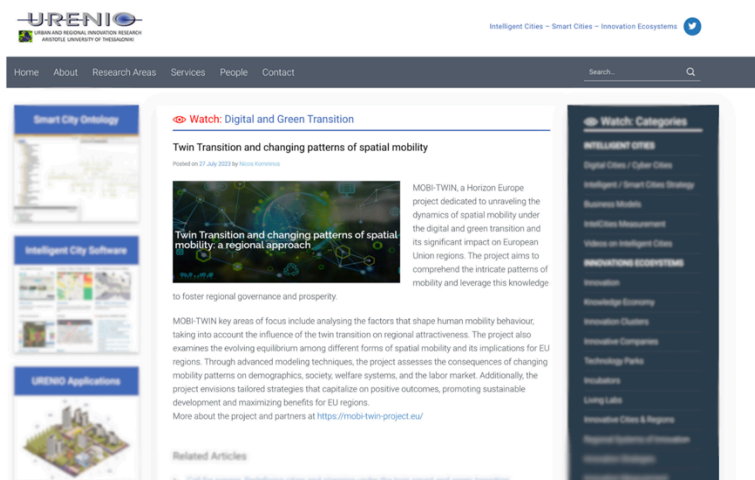 URENIO
URBAN AND REGIONAL INNOVATION RESEARCH
ARISTOTLE UNIVERSITY OF THESSALONIKI
Intelligent Cities – Smart Cities – Innovation Ecosystems
Home About Research Areas Services People Contact
Search...
Smart City Ontology
Intelligent City Software
URENIO Applications
Watch: Digital and Green Transition
Twin Transition and changing patterns of spatial mobility
Posted on 27 July 2023 by Nicos Komninos
Twin Transition and changing patterns of spatial
mobility: a regional approach
MOBI-TWIN, a Horizon Europe
project dedicated to unraveling the
dynamics of spatial mobility under
the digital and green transition and
its significant impact on European
Union regions. The project aims to
comprehend the intricate patterns of
mobility and leverage this knowledge
to foster regional governance and prosperity.
MOBI-TWIN key areas of focus include analysing the factors that shape human mobility behaviour,
taking into account the influence of the twin transition on regional attractiveness. The project also
examines the evolving equilibrium among different forms of spatial mobility and its implications for EU
regions. Through advanced modeling techniques, the project assesses the consequences of changing
mobility patterns on demographics, society, welfare systems, and the labor market. Additionally, the
project envisions tailored strategies that capitalize on positive outcomes, promoting sustainable
development and maximizing benefits for EU regions.
More about the project and partners at https://mobi-twin-project.eu/
Related Articles
Watch: Categories
INTELLIGENT CITIES
Digital Cities / Cyber Cities
Intelligent / Smart Cities Strategy
Business Models
IntelCities Measurement
Videos on Intelligent Cities
INNOVATIONS ECOSYSTEMS
Innovation
Knowledge Economy
Innovation Clusters
Innovative Companies
Technology Parks
Incubators
Living Labs
Innovative Cities & Regions
Regional Systems of Innovation
Innovation Strategies